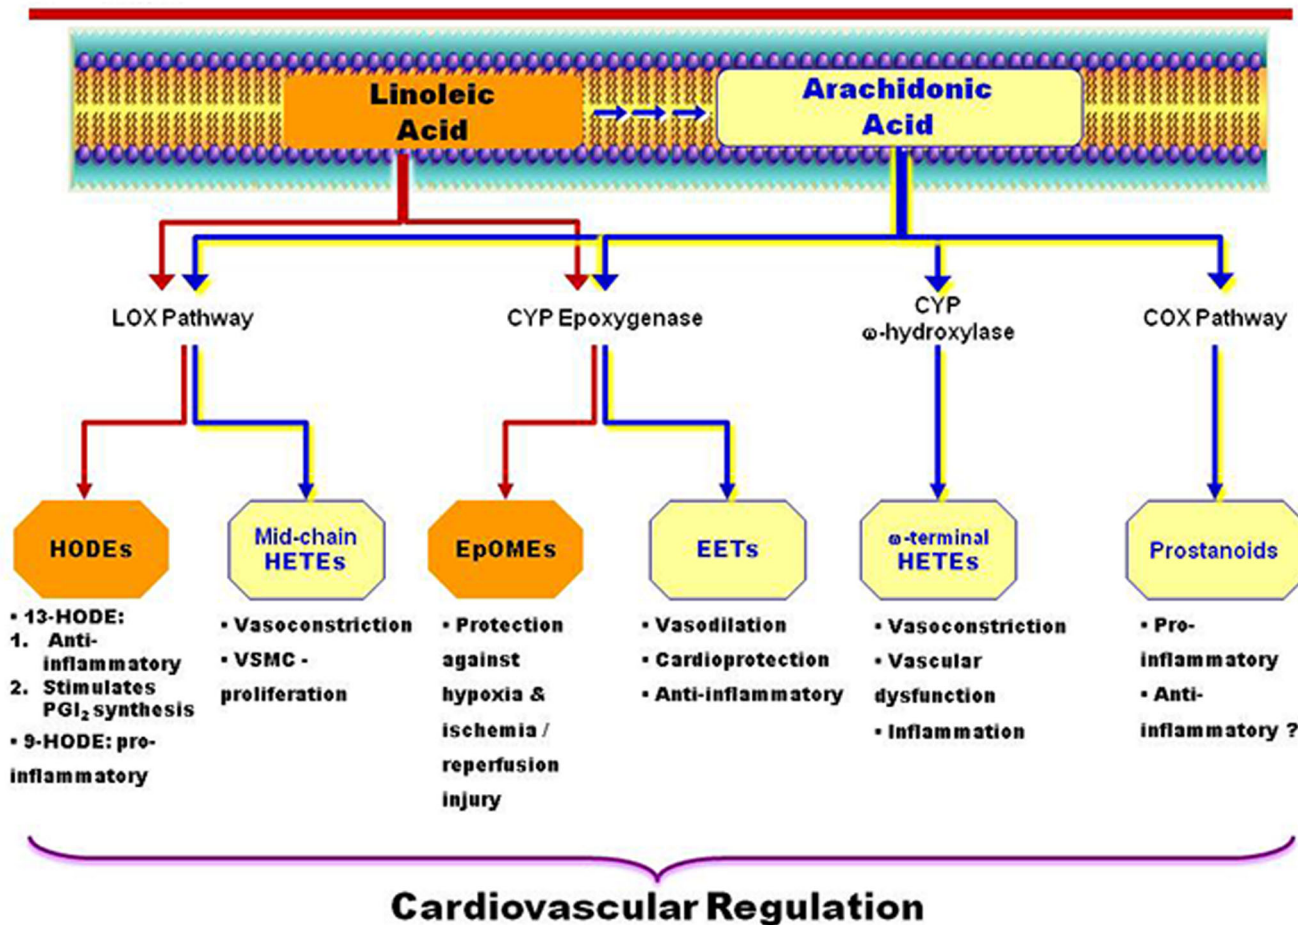 Linoleic
Acid
Arachidonic
Acid
LOX Pathway
CYP Epoxygenase
CYP
ω-hydroxylase
COX Pathway
HODEs
Mid-chain
HETEs
EpOMEs
EETs
ω-terminal
HETEs
Prostanoids
▪ 13-HODE:
1. Anti-
inflammatory
2. Stimulates
PGI₂ synthesis
▪ 9-HODE: pro-
inflammatory
▪ Vasoconstriction
▪ VSMC -
proliferation
▪ Protection
against
hypoxia &
ischemia /
reperfusion
injury
▪ Vasodilation
▪ Cardioprotection
▪ Anti-inflammatory
▪ Vasoconstriction
▪ Vascular
dysfunction
▪ Inflammation
▪ Pro-
inflammatory
▪ Anti-
inflammatory ?
Cardiovascular Regulation